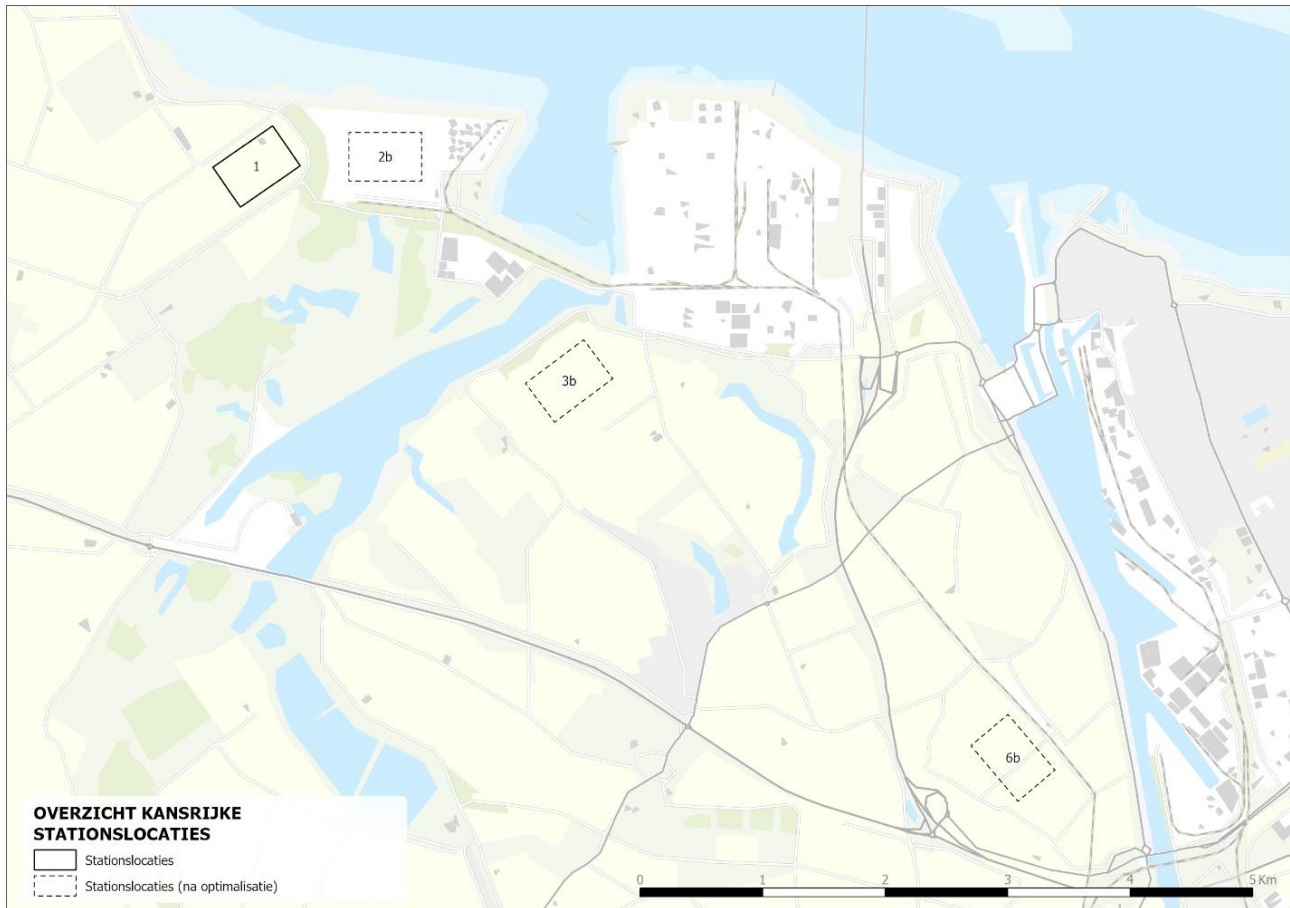 1
2b
3b
6b
OVERZICHT KANSRIJKE
STATIONSLOCATIES
Stationslocaties
Stationslocaties (na optimalisatie)
0 1 2 3 4 5 Km